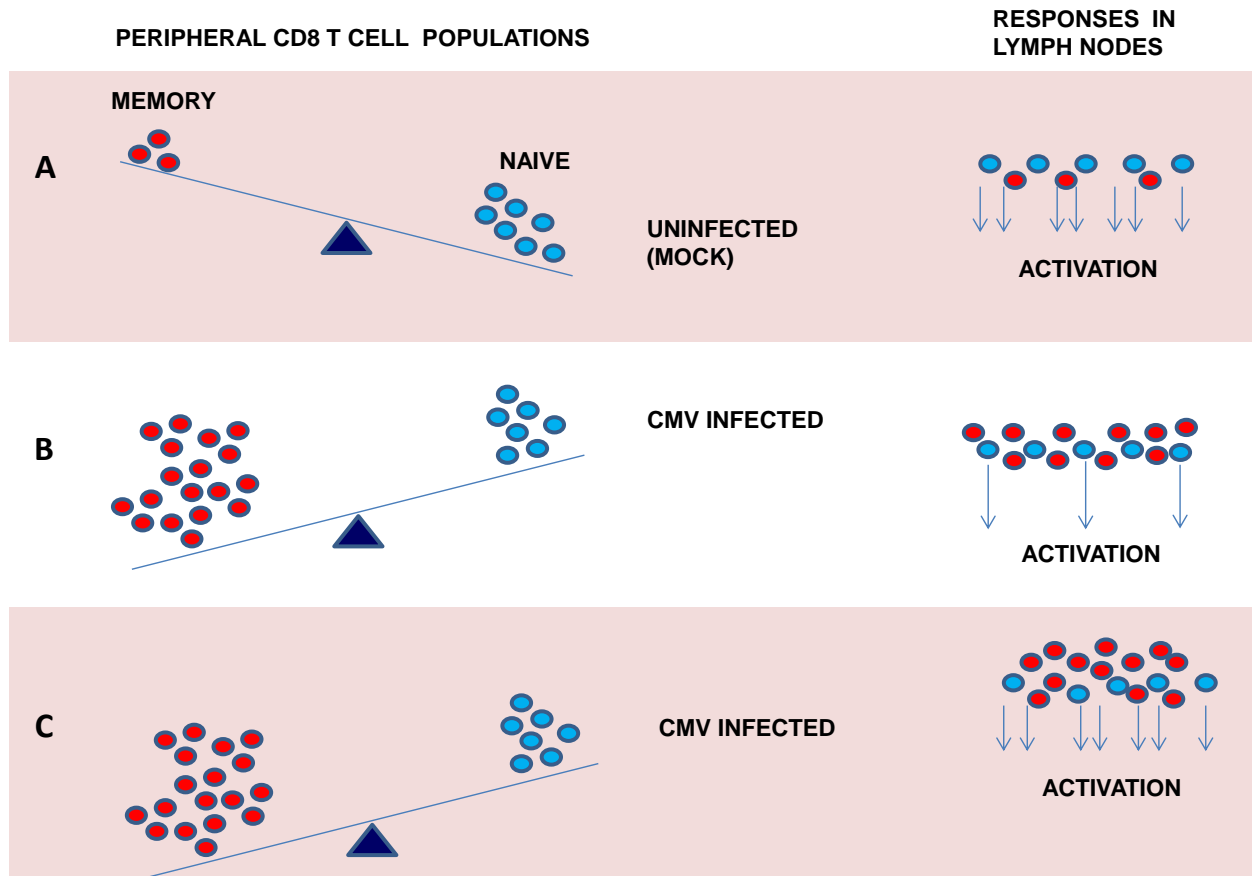 PERIPHERAL CD8 T CELL POPULATIONS
RESPONSES IN
LYMPH NODES
MEMORY
A
NAIVE
UNINFECTED
(MOCK)
ACTIVATION
CMV INFECTED
B
ACTIVATION
C
CMV INFECTED
ACTIVATION